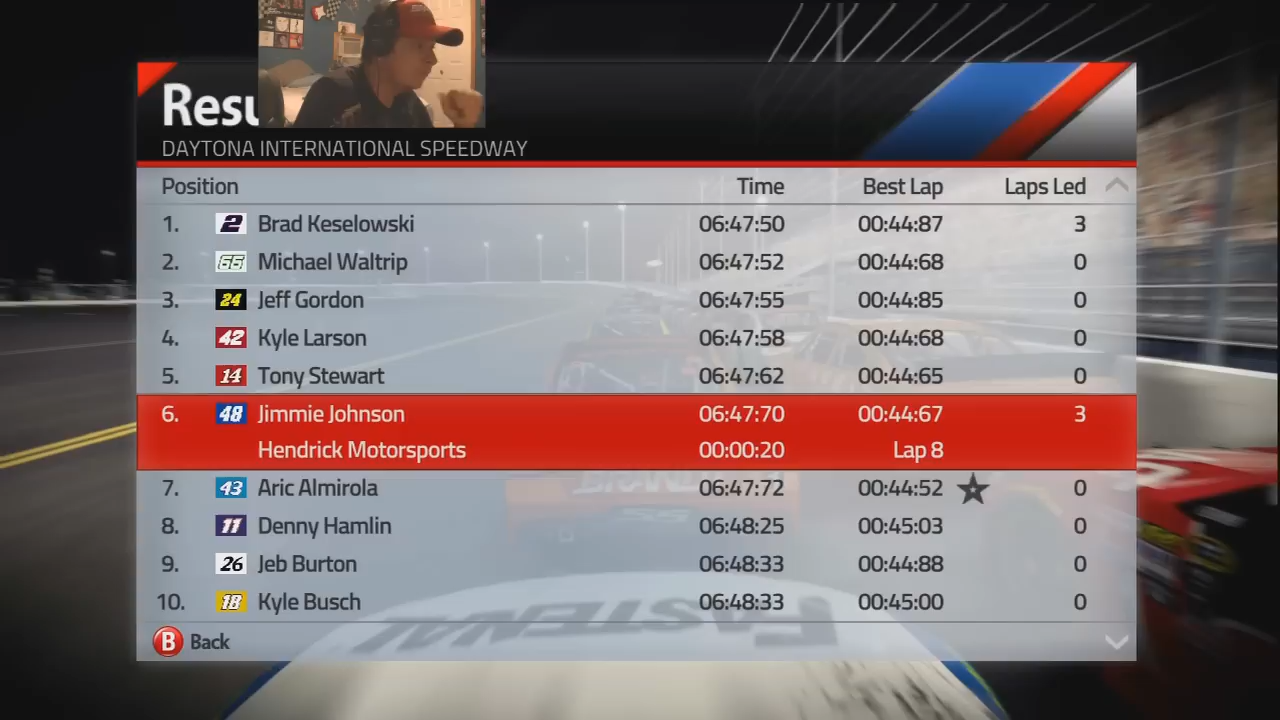 Resu
DAYTONA INTERNATIONAL SPEEDWAY
Position Time Best Lap Laps Led
1. 2 Brad Keselowski 06:47:50 00:44:87 3
2. 66 Michael Waltrip 06:47:52 00:44:68 0
3. 24 Jeff Gordon 06:47:55 00:44:85 0
4. 42 Kyle Larson 06:47:58 00:44:68 0
5. 14 Tony Stewart 06:47:62 00:44:65 0
6. 48 Jimmie Johnson 06:47:70 00:44:67 3
Hendrick Motorsports 00:00:20 Lap 8
7. 43 Aric Almirola 06:47:72 00:44:52 0
8. 11 Denny Hamlin 06:48:25 00:45:03 0
9. 26 Jeb Burton 06:48:33 00:44:88 0
10. 18 Kyle Busch 06:48:33 00:45:00 0
FASTENAL
B Back